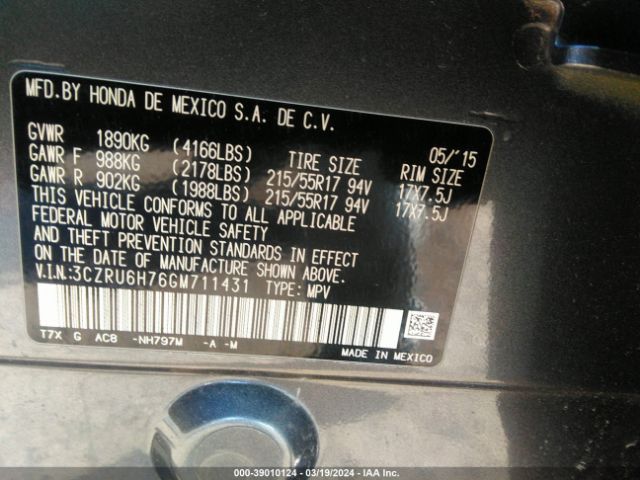 MFD.BY HONDA DE MEXICO S.A. DE C.V.
GVWR 1890KG (4166LBS) 05/'15
GAWR F 988KG (2178LBS) TIRE SIZE RIM SIZE
GAWR R 902KG (1988LBS) 215/55R17 94V 17X7.5J
215/55R17 94V 17X7.5J
THIS VEHICLE CONFORMS TO ALL APPLICABLE
FEDERAL MOTOR VEHICLE SAFETY
AND THEFT PREVENTION STANDARDS IN EFFECT
ON THE DATE OF MANUFACTURE SHOWN ABOVE.
V.I.N.:3CZRU6H76GM711431 TYPE: MPV
T7X G AC8 -NH797M -A -M
MADE IN MEXICO
000-39010124 - 03/19/2024 - IAA Inc.